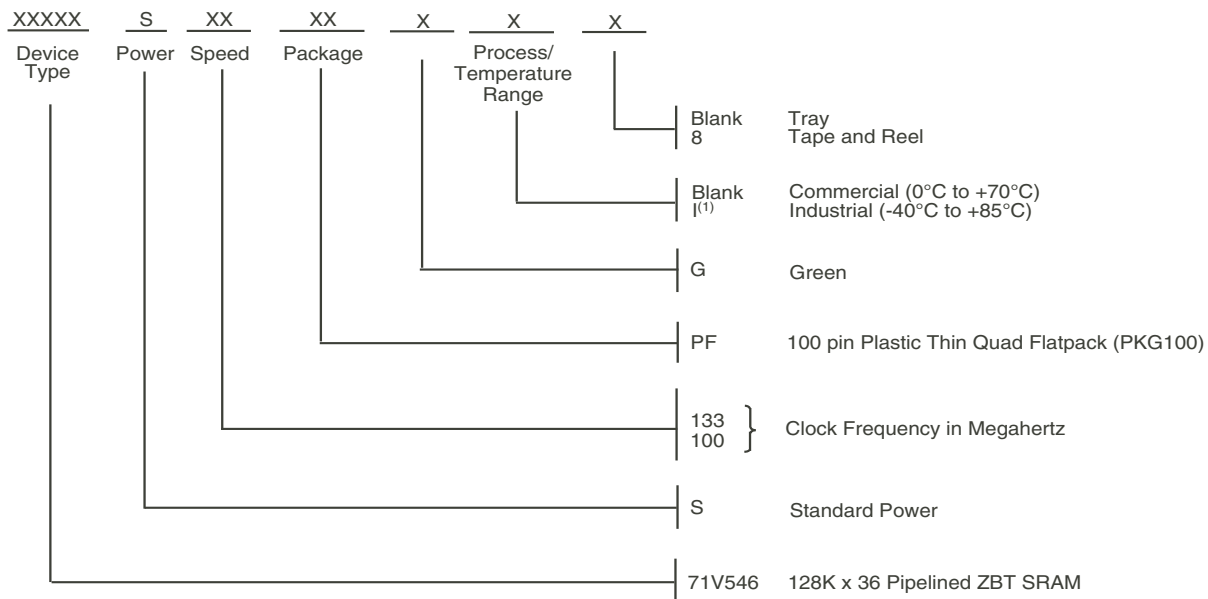 XXXXX S XX XX X X X
Device Type Power Speed Package Process/ Temperature Range
Blank Tray
8 Tape and Reel
Blank Commercial (0°C to +70°C)
I(1) Industrial (-40°C to +85°C)
G Green
PF 100 pin Plastic Thin Quad Flatpack (PKG100)
133
100 } Clock Frequency in Megahertz
S Standard Power
71V546 128K x 36 Pipelined ZBT SRAM